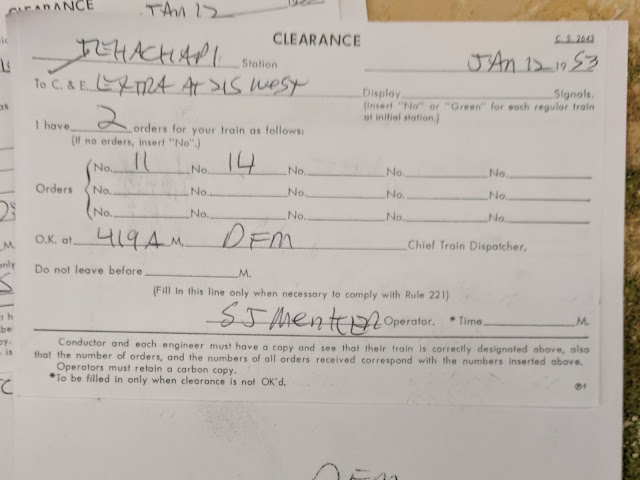 CLEARANCE
JAN 12
CLEARANCE
C. S. 2643
TEHACHAPI Station
JAN 12 1953
To C. & E. EXTRA AT 215 West
Display Signals.
(Insert "No" or "Green" for each regular train
at initial station.)
I have 2 orders for your train as follows:
(If no orders, insert "No".)
No. 11 No. 14 No. No. No.
Orders No. No. No. No. No.
No. No. No. No. No.
O.K. at 419 A M. DFM Chief Train Dispatcher.
Do not leave before M.
(Fill in this line only when necessary to comply with Rule 221)
SJ Operator. * Time M.
Conductor and each engineer must have a copy and see that their train is correctly designated above, also
that the number of orders, and the numbers of all orders received correspond with the numbers inserted above.
Operators must retain a carbon copy.
*To be filled in only when clearance is not OK'd.
DFM